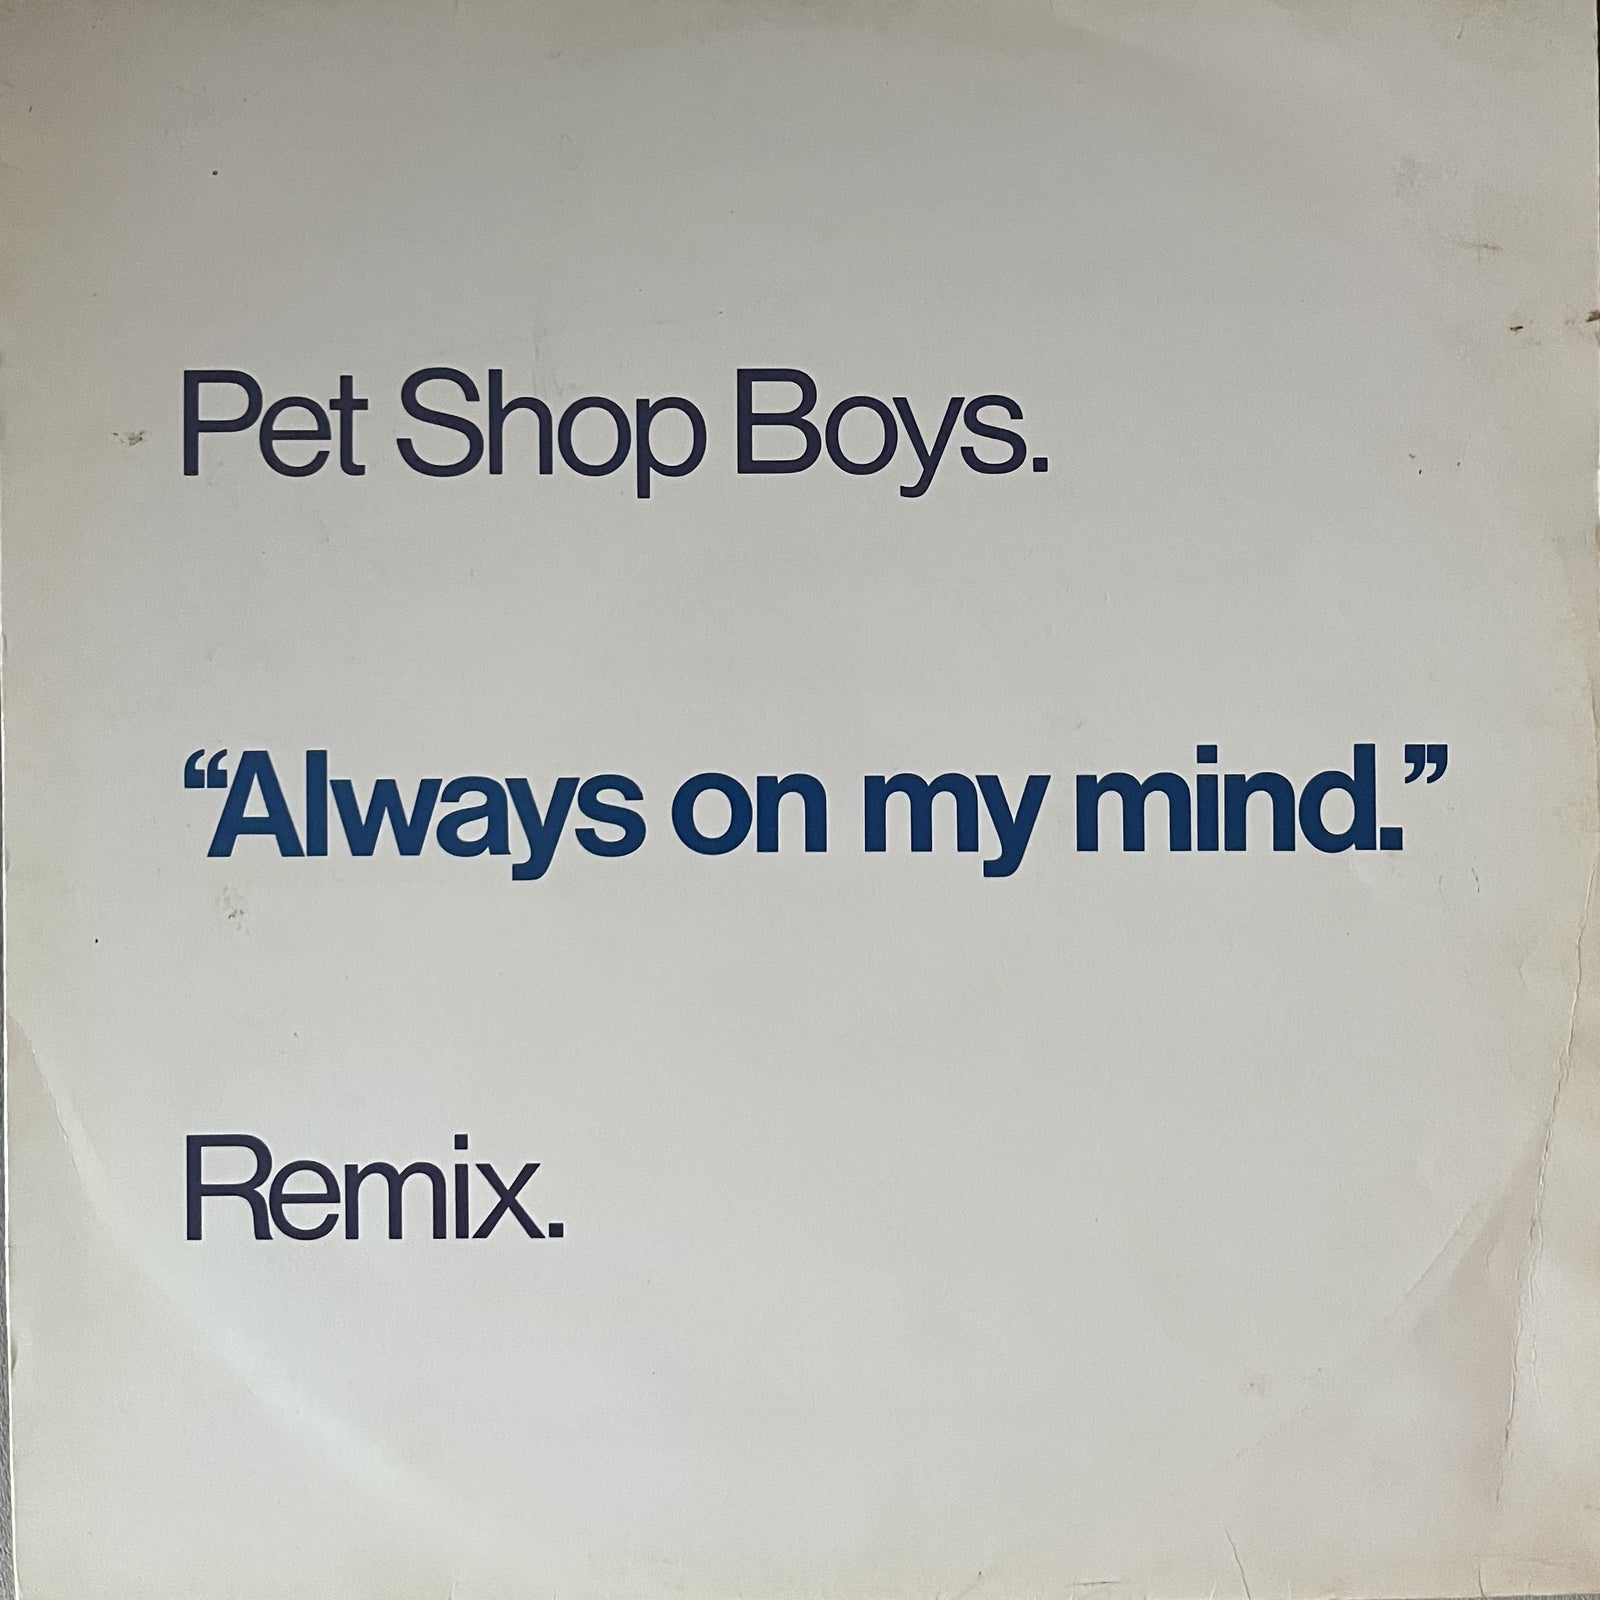 Pet Shop Boys.
“Always on my mind.”
Remix.